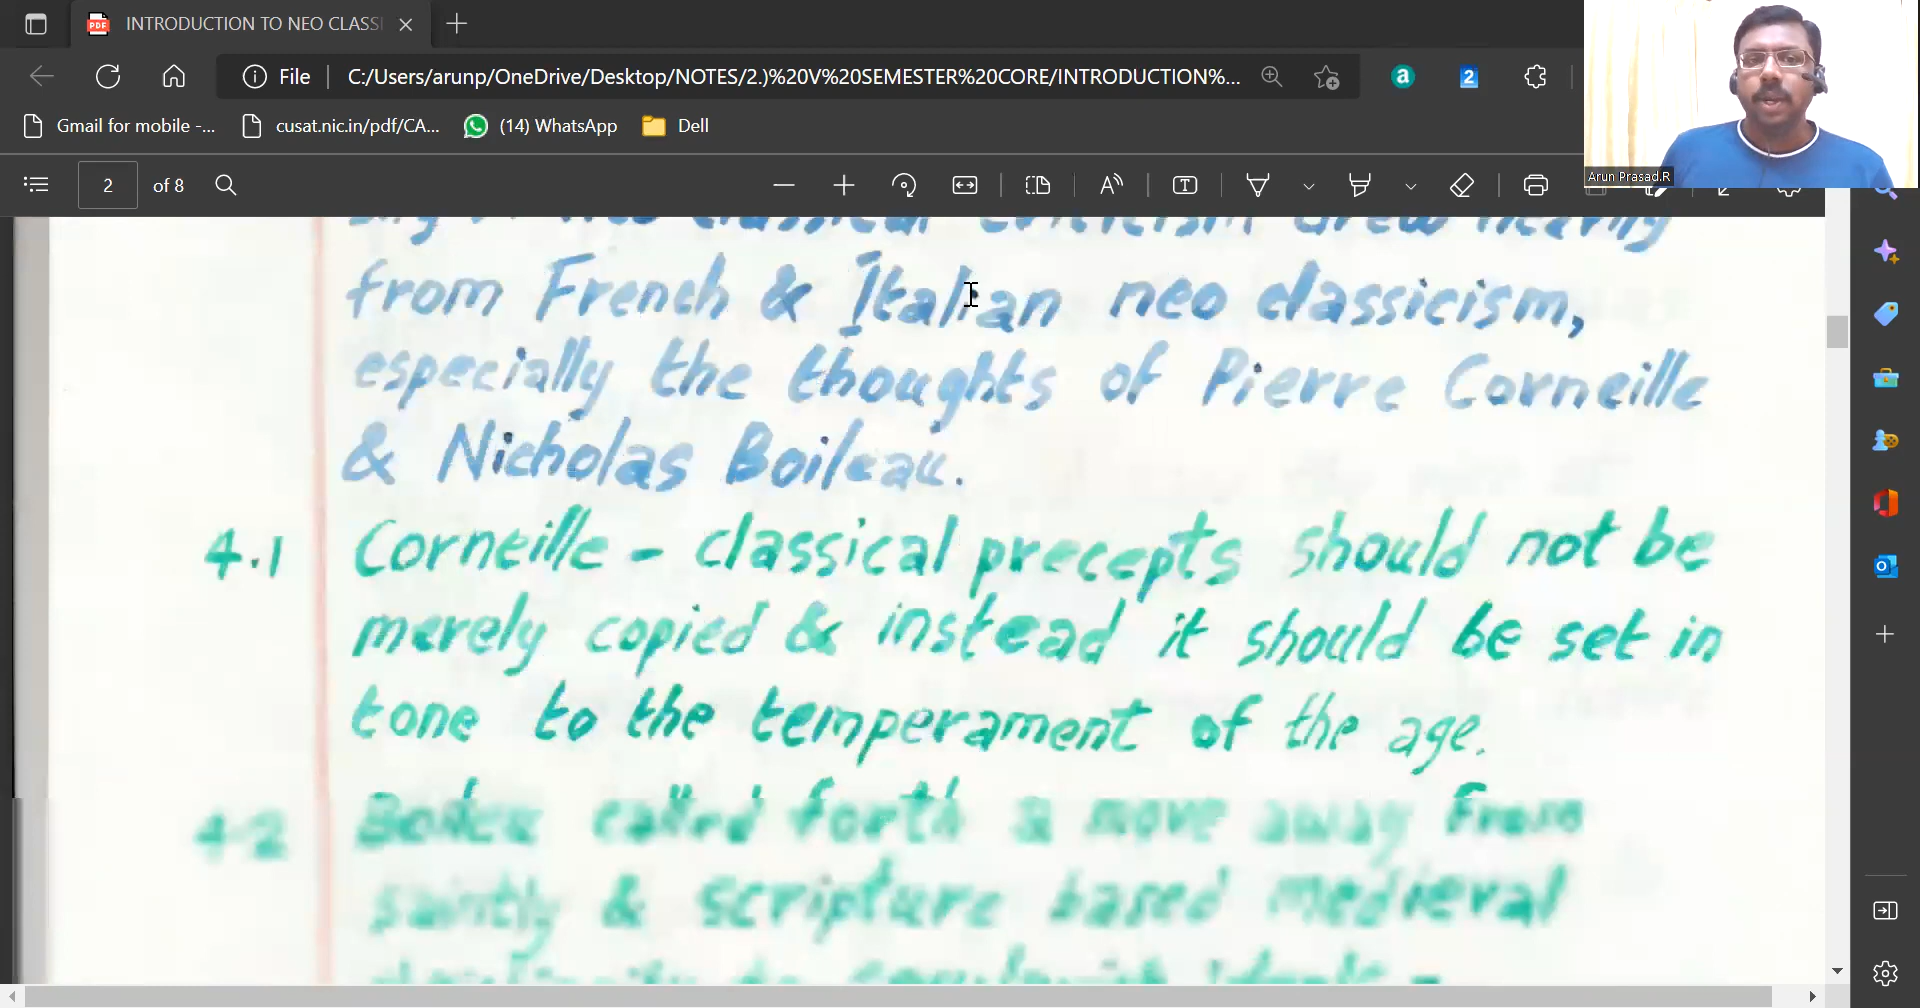 INTRODUCTION TO NEO CLASSI
File
C:/Users/arunp/OneDrive/Desktop/NOTES/2.)%20V%20SEMESTER%20CORE/INTRODUCTION%...
Gmail for mobile -...
cusat.nic.in/pdf/CA...
(14) WhatsApp
Dell
Arun Prasad.R
2 of 8
classical criticism drew
from French & Italian neo classicism,
especially the thoughts of Pierre Corneille
& Nicholas Boileau.
4.1 Corneille - classical precepts should not be
merely copied & instead it should be set in
tone to the temperament of the age.
4.2 called forth a move away from
saintly & scripture based medieval